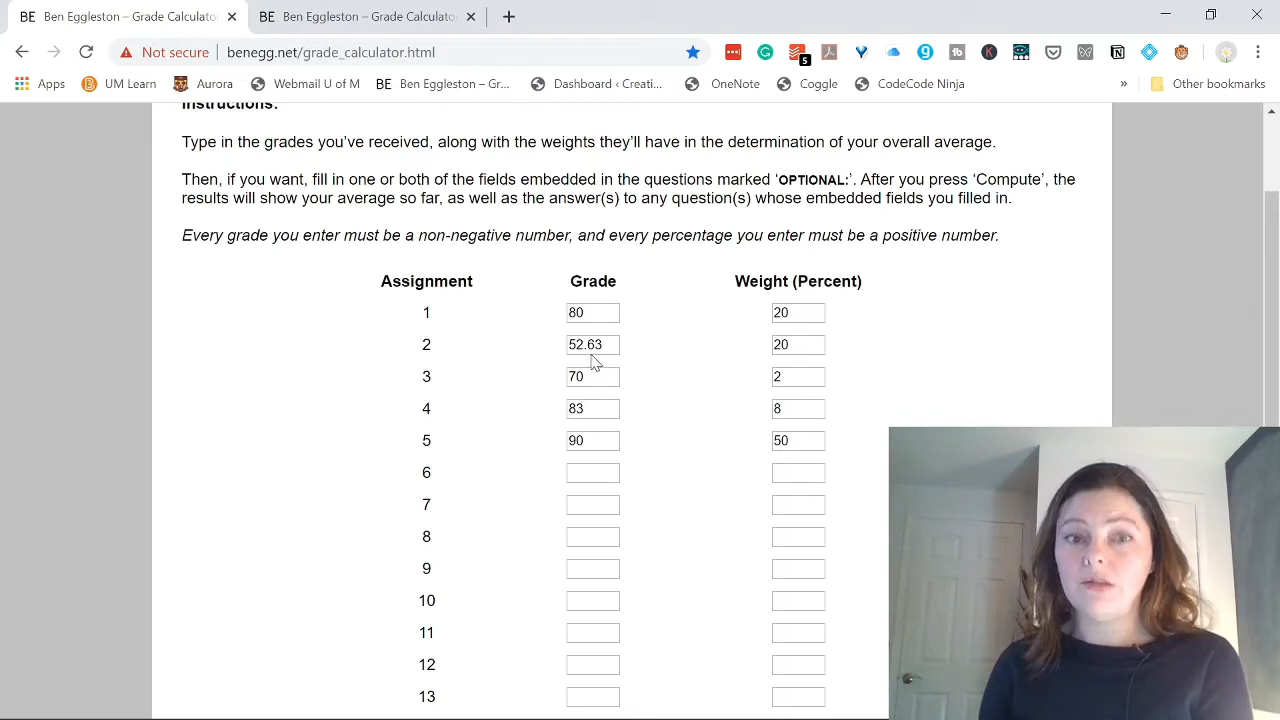 BE Ben Eggleston – Grade Calculator
BE Ben Eggleston – Grade Calculator
Not secure benegg.net/grade_calculator.html
5
Apps UM Learn Aurora Webmail U of M BE Ben Eggleston – Gr... Dashboard ‹ Creati... OneNote Coggle CodeCode Ninja » Other bookmarks
Instructions:
Type in the grades you've received, along with the weights they'll have in the determination of your overall average.
Then, if you want, fill in one or both of the fields embedded in the questions marked ‘OPTIONAL:’. After you press ‘Compute’, the
results will show your average so far, as well as the answer(s) to any question(s) whose embedded fields you filled in.
Every grade you enter must be a non-negative number, and every percentage you enter must be a positive number.
Assignment Grade Weight (Percent)
1 80 20
2 52.63 20
3 70 2
4 83 8
5 90 50
6
7
8
9
10
11
12
13